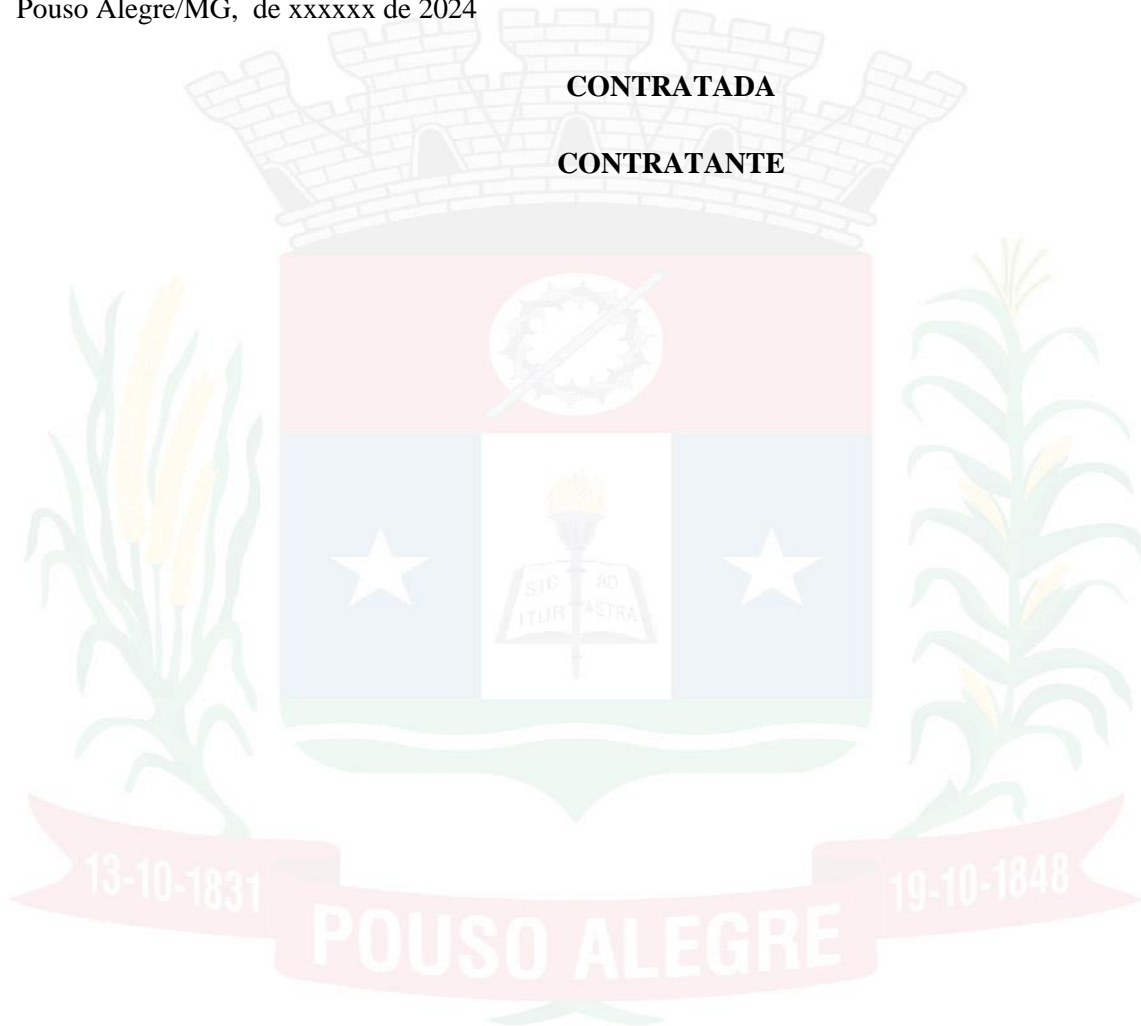 Pouso Alegre/MG, de xxxxxx de 2024
CONTRATADA
CONTRATANTE
SIC AD
ITUR ASTRA
13-10-1831
19-10-1848
POUSO ALEGRE